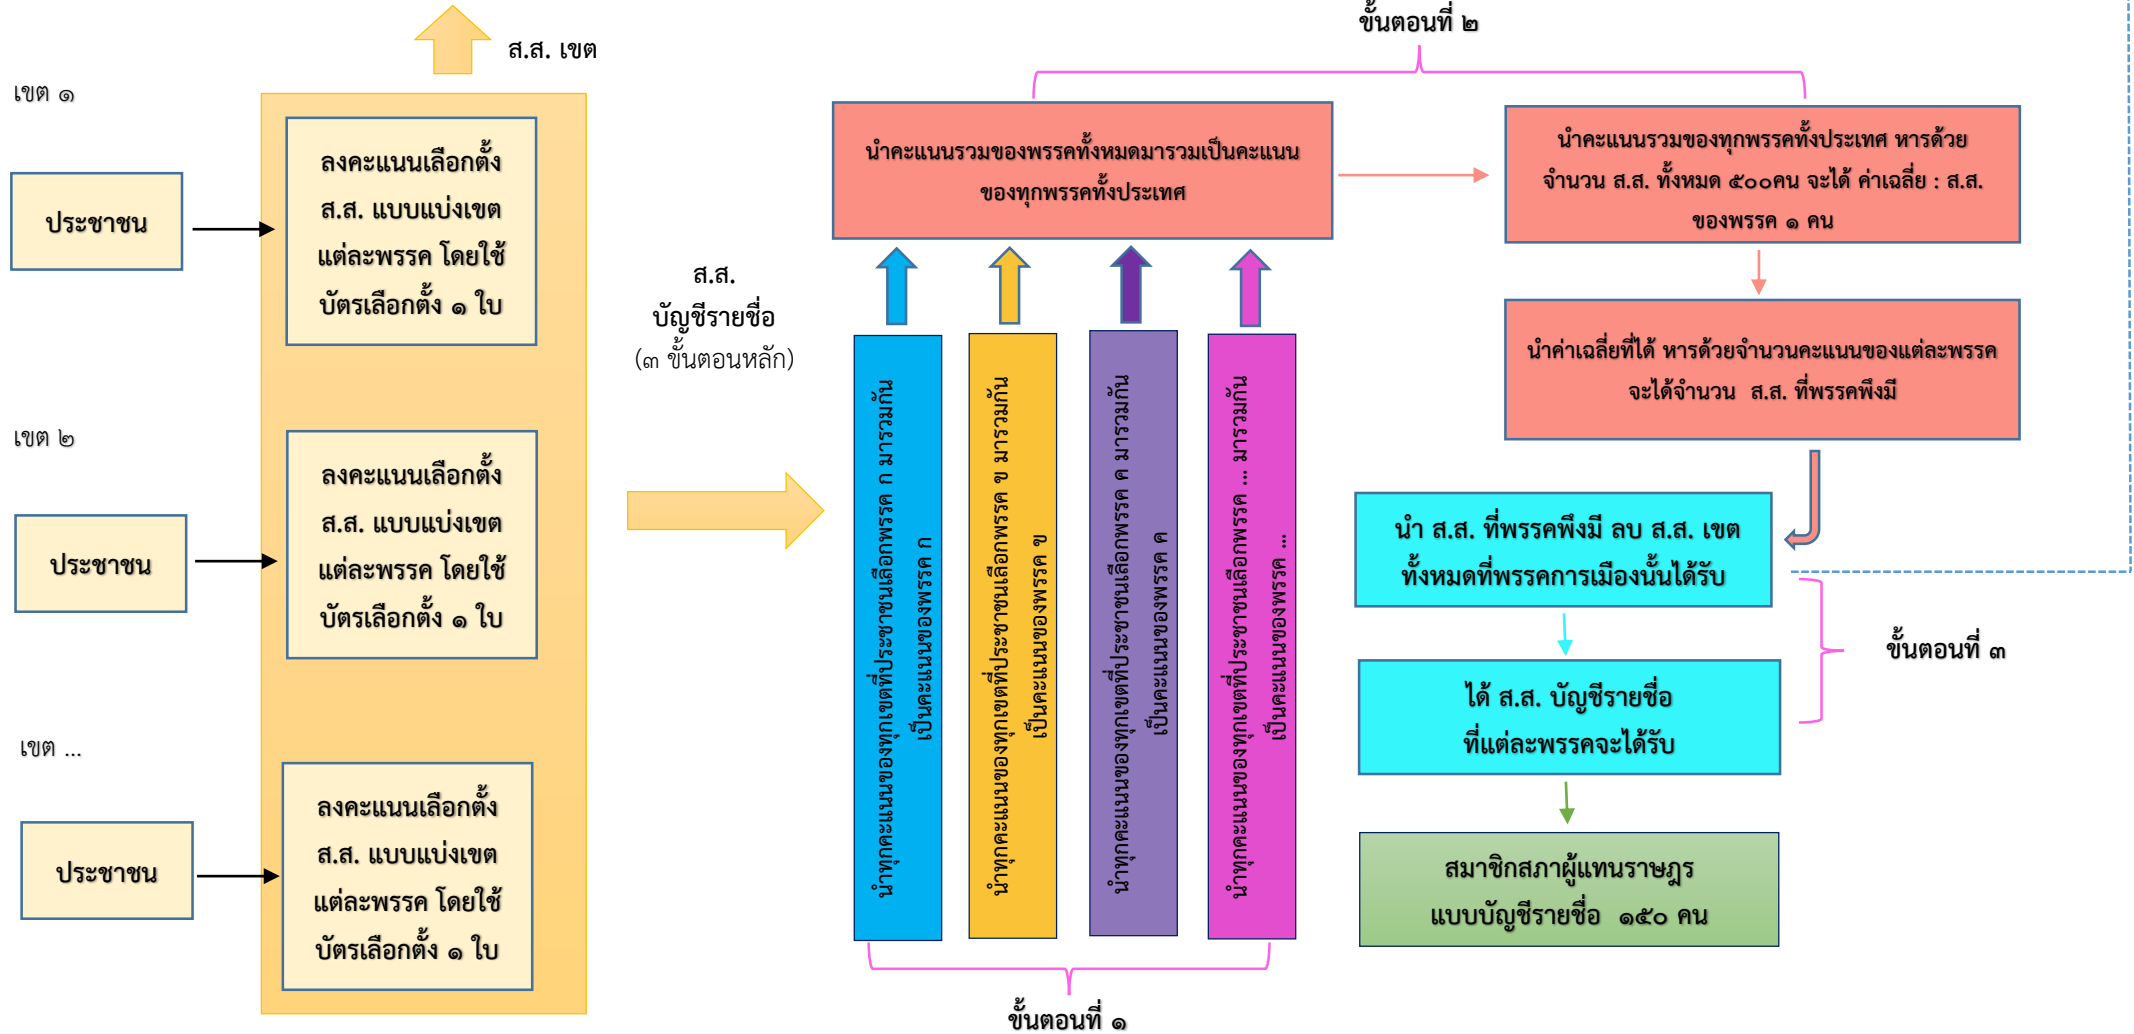 ส.ส. เขต
เขต ๑
ประชาชน
ลงคะแนนเลือกตั้ง
ส.ส. แบบแบ่งเขต
แต่ละพรรค โดยใช้
บัตรเลือกตั้ง ๑ ใบ
เขต ๒
ประชาชน
ลงคะแนนเลือกตั้ง
ส.ส. แบบแบ่งเขต
แต่ละพรรค โดยใช้
บัตรเลือกตั้ง ๑ ใบ
เขต ...
ประชาชน
ลงคะแนนเลือกตั้ง
ส.ส. แบบแบ่งเขต
แต่ละพรรค โดยใช้
บัตรเลือกตั้ง ๑ ใบ
ส.ส.
บัญชีรายชื่อ
(๓ ขั้นตอนหลัก)
นำทุกคะแนนของทุกเขตที่ประชาชนเลือกพรรค ก มารวมกัน
เป็นคะแนนของพรรค ก
นำทุกคะแนนของทุกเขตที่ประชาชนเลือกพรรค ข มารวมกัน
เป็นคะแนนของพรรค ข
นำทุกคะแนนของทุกเขตที่ประชาชนเลือกพรรค ค มารวมกัน
เป็นคะแนนของพรรค ค
นำทุกคะแนนของทุกเขตที่ประชาชนเลือกพรรค ... มารวมกัน
เป็นคะแนนของพรรค ...
ขั้นตอนที่ ๑
ขั้นตอนที่ ๒
นำคะแนนรวมของพรรคทั้งหมดมารวมเป็นคะแนน
ของทุกพรรคทั้งประเทศ
นำคะแนนรวมของทุกพรรคทั้งประเทศ หารด้วย
จำนวน ส.ส. ทั้งหมด ๕๐๐คน จะได้ ค่าเฉลี่ย : ส.ส.
ของพรรค ๑ คน
นำค่าเฉลี่ยที่ได้ หารด้วยจำนวนคะแนนของแต่ละพรรค
จะได้จำนวน ส.ส. ที่พรรคพึงมี
นำ ส.ส. ที่พรรคพึงมี ลบ ส.ส. เขต
ทั้งหมดที่พรรคการเมืองนั้นได้รับ
ขั้นตอนที่ ๓
ได้ ส.ส. บัญชีรายชื่อ
ที่แต่ละพรรคจะได้รับ
สมาชิกสภาผู้แทนราษฎร
แบบบัญชีรายชื่อ ๑๕๐ คน